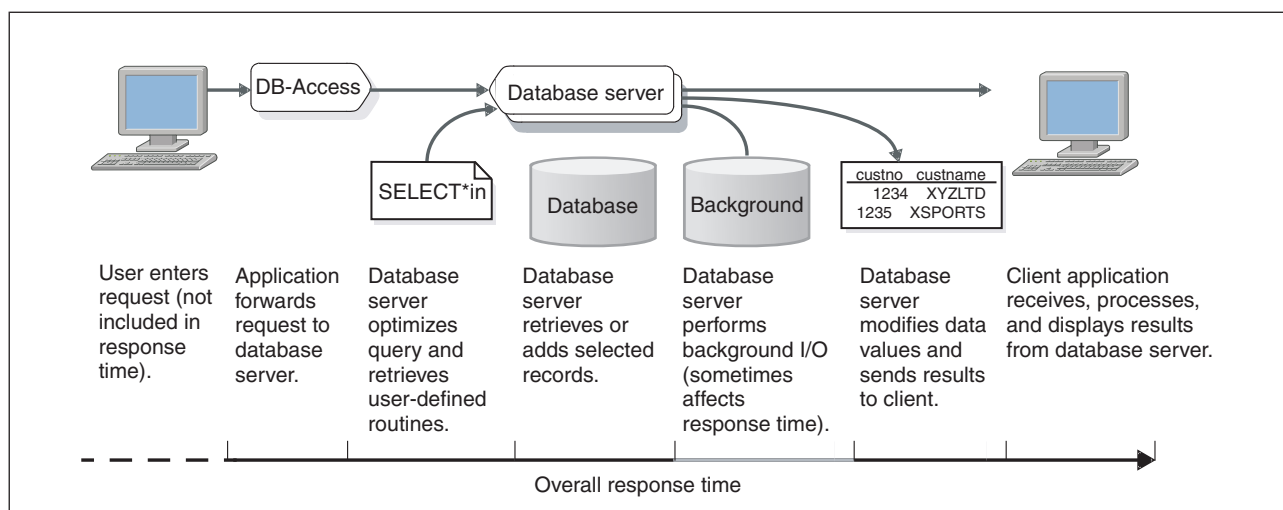 DB-Access
Database server
SELECT*in
Database
Background
custno custname
1234 XYZLTD
1235 XSPORTS
User enters
request (not
included in
response
time).
Application
forwards
request to
database
server.
Database
server
optimizes
query and
retrieves
user-defined
routines.
Database
server
retrieves or
adds selected
records.
Database
server
performs
background I/O
(sometimes
affects
response time).
Database
server
modifies data
values and
sends results
to client.
Client application
receives, processes,
and displays results
from database server.
Overall response time